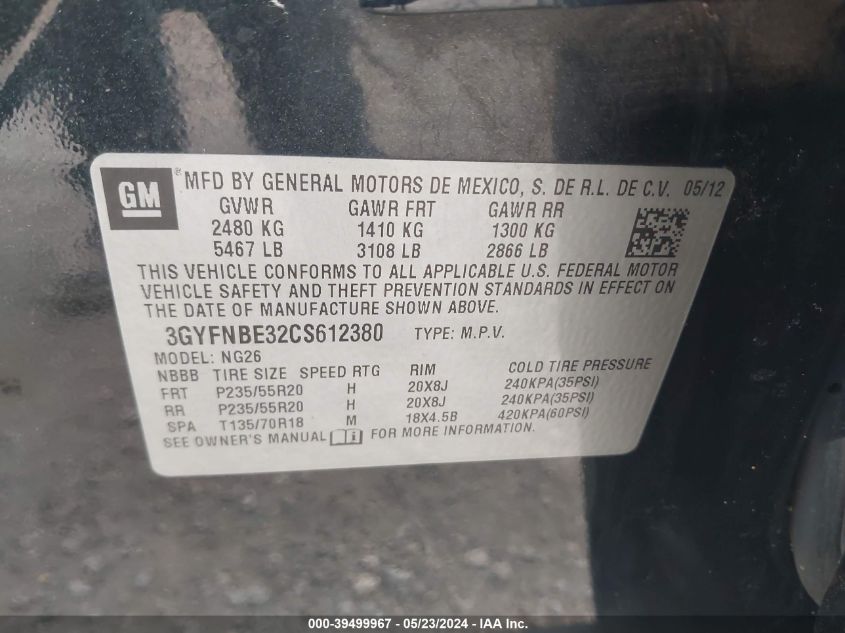 GM ® MFD BY GENERAL MOTORS DE MEXICO, S. DE R.L. DE C.V. 05/12
GVWR GAWR FRT GAWR RR
2480 KG 1410 KG 1300 KG
5467 LB 3108 LB 2866 LB
THIS VEHICLE CONFORMS TO ALL APPLICABLE U.S. FEDERAL MOTOR
VEHICLE SAFETY AND THEFT PREVENTION STANDARDS IN EFFECT ON
THE DATE OF MANUFACTURE SHOWN ABOVE.
3GYFNBE32CS612380 TYPE: M.P.V.
MODEL: NG26
NBBB TIRE SIZE SPEED RTG RIM COLD TIRE PRESSURE
FRT P235/55R20 H 20X8J 240KPA(35PSI)
RR P235/55R20 H 20X8J 240KPA(35PSI)
SPA T135/70R18 M 18X4.5B 420KPA(60PSI)
SEE OWNER'S MANUAL i FOR MORE INFORMATION.
000-39499967 - 05/23/2024 - IAA Inc.